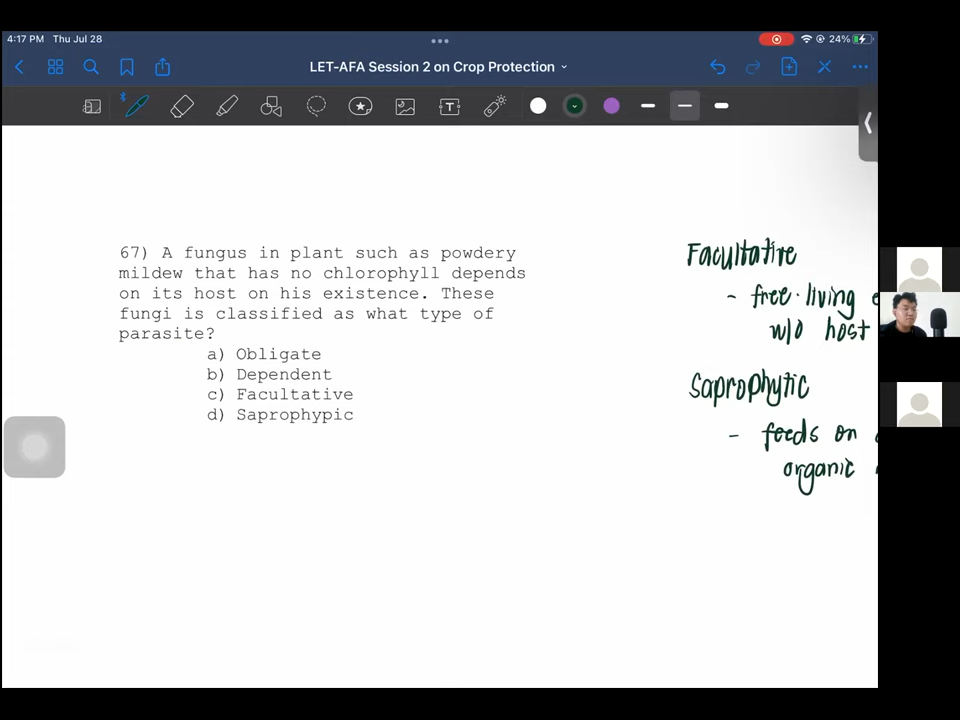 4:17 PM Thu Jul 28
24%
LET-AFA Session 2 on Crop Protection
T
67) A fungus in plant such as powdery
mildew that has no chlorophyll depends
on its host on his existence. These
fungi is classified as what type of
parasite?
a) Obligate
b) Dependent
c) Facultative
d) Saprophypic
Facultative
- free-living
w/o host
Saprophytic
- feeds on
organic